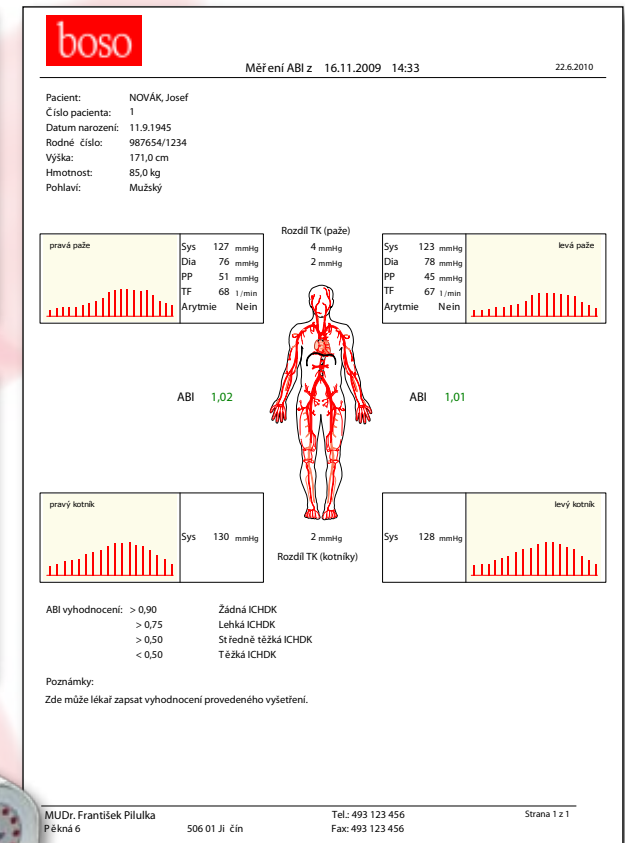 boso
Měření ABI z 16.11.2009 14:33 22.6.2010
Pacient: NOVÁK, Josef
Číslo pacienta: 1
Datum narození: 11.9.1945
Rodné číslo: 987654/1234
Výška: 171,0 cm
Hmotnost: 85,0 kg
Pohlaví: Mužský
pravá paže
Sys 127 mmHg
Dia 76 mmHg
PP 51 mmHg
TF 68 1/min
Arytmie Nein
Rozdíl TK (paže)
4 mmHg
2 mmHg
Sys 123 mmHg
Dia 78 mmHg
PP 45 mmHg
TF 67 1/min
Arytmie Nein
levá paže
ABI 1,02
ABI 1,01
pravý kotník
Sys 130 mmHg
2 mmHg
Rozdíl TK (kotníky)
Sys 128 mmHg
levý kotník
ABI vyhodnocení: > 0,90 Žádná ICHDK
> 0,75 Lehká ICHDK
> 0,50 Středně těžká ICHDK
< 0,50 Těžká ICHDK
Poznámky:
Zde může lékař zapsat vyhodnocení provedeného vyšetření.
MUDr. František Pilulka Tel.: 493 123 456 Strana 1 z 1
Pěkná 6 506 01 Ji čín Fax: 493 123 456